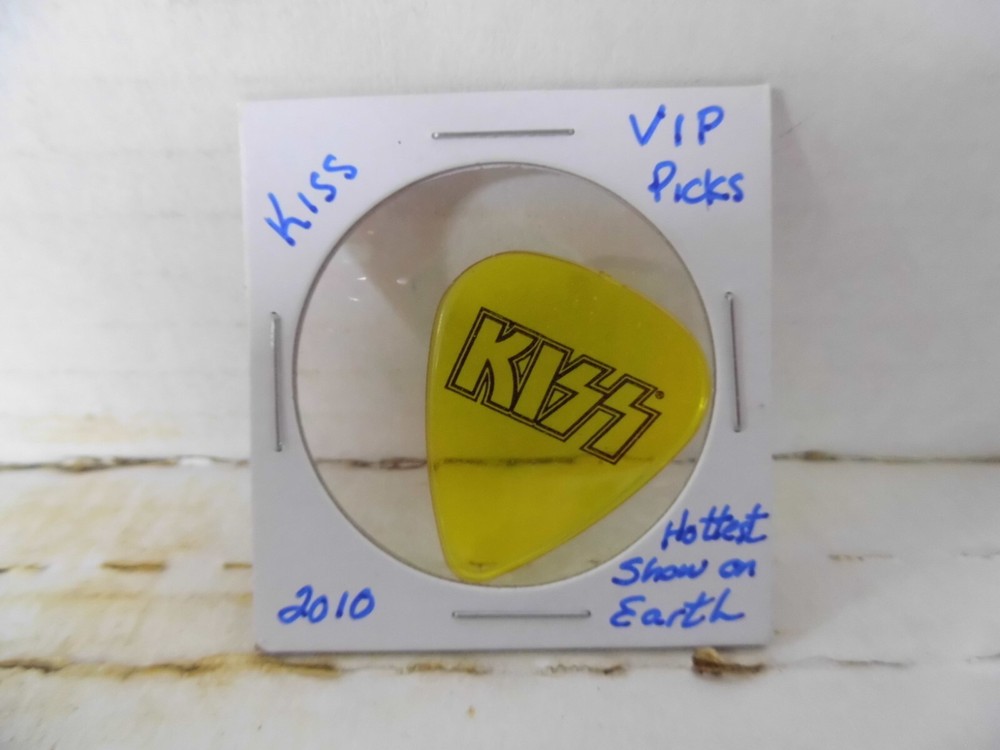 Kiss
VIP
Picks
KISS®
2010
Hottest
Show on
Earth